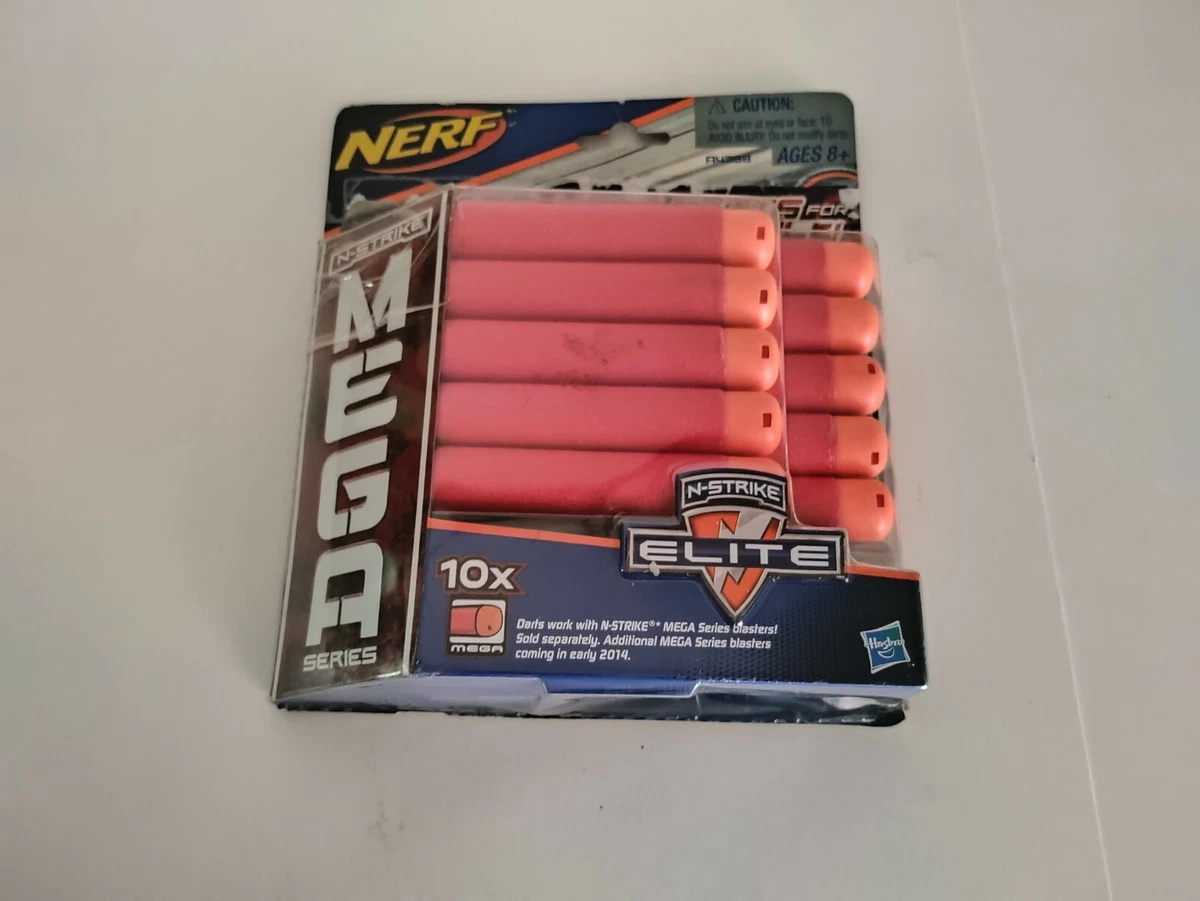 NERF
CAUTION:
Do not aim at eyes or face. TO
AVOID INJURY: Do not modify darts
AGES 8+
FOR
N-STRIKE
MEGA
SERIES
N-STRIKE
ELITE
10x
MEGA
Darts work with N-STRIKE®* MEGA Series blasters!
Sold separately. Additional MEGA Series blasters
coming in early 2014.
Hasbro